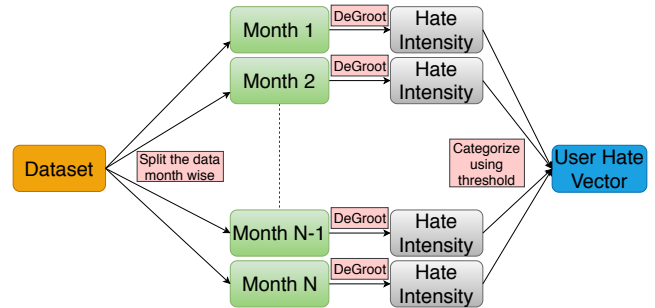 Month 1
DeGroot
Hate
Intensity
Month 2
DeGroot
Hate
Intensity
Dataset
Split the data
month wise
Categorize
using
threshold
User Hate
Vector
Month N-1
DeGroot
Hate
Intensity
Month N
DeGroot
Hate
Intensity